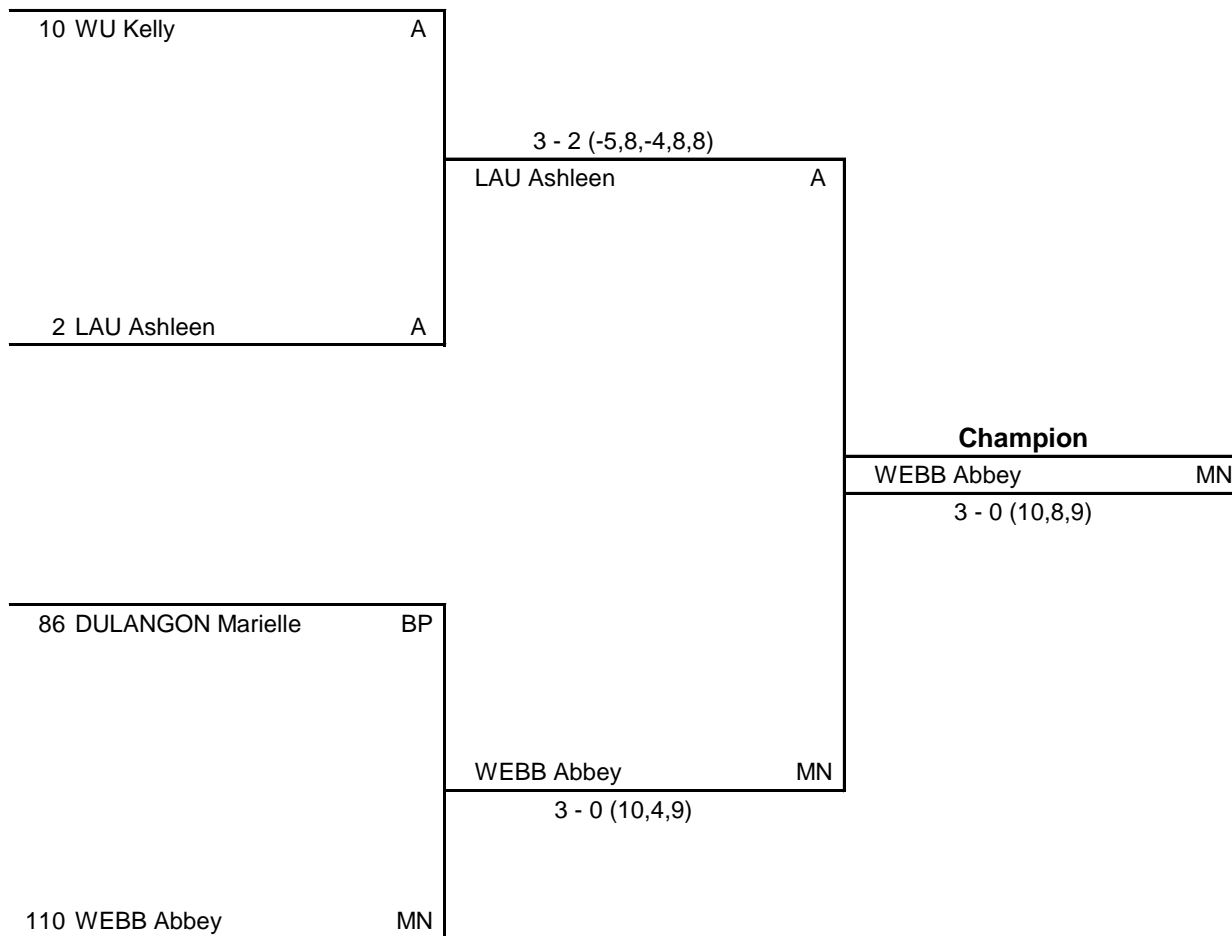 10 WU Kelly A
3 - 2 (-5,8,-4,8,8)
LAU Ashleen A
2 LAU Ashleen A
Champion
WEBB Abbey MN
3 - 0 (10,8,9)
86 DULANGON Marielle BP
WEBB Abbey MN
3 - 0 (10,4,9)
110 WEBB Abbey MN